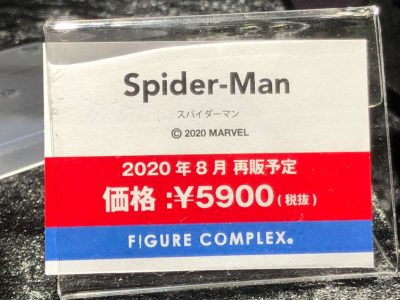 Spider-Man
スパイダーマン
© 2020 MARVEL
2020年8月 再販予定
価格:¥5900(税抜)
FIGURE COMPLEX®